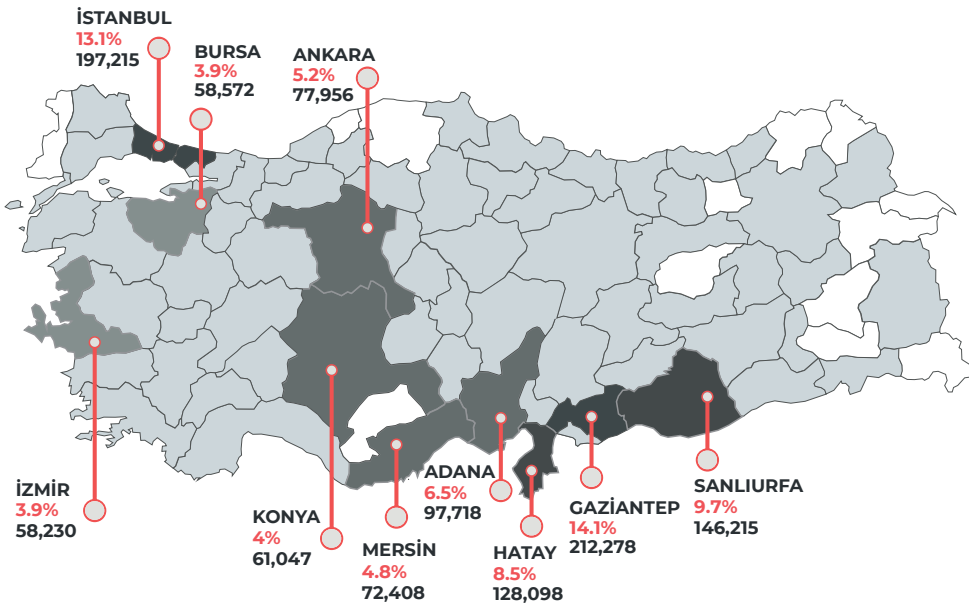 İSTANBUL
13.1%
197,215
BURSA
3.9%
58,572
ANKARA
5.2%
77,956
İZMİR
3.9%
58,230
KONYA
4%
61,047
MERSİN
4.8%
72,408
ADANA
6.5%
97,718
HATAY
8.5%
128,098
GAZİANTEP
14.1%
212,278
SANLIURFA
9.7%
146,215